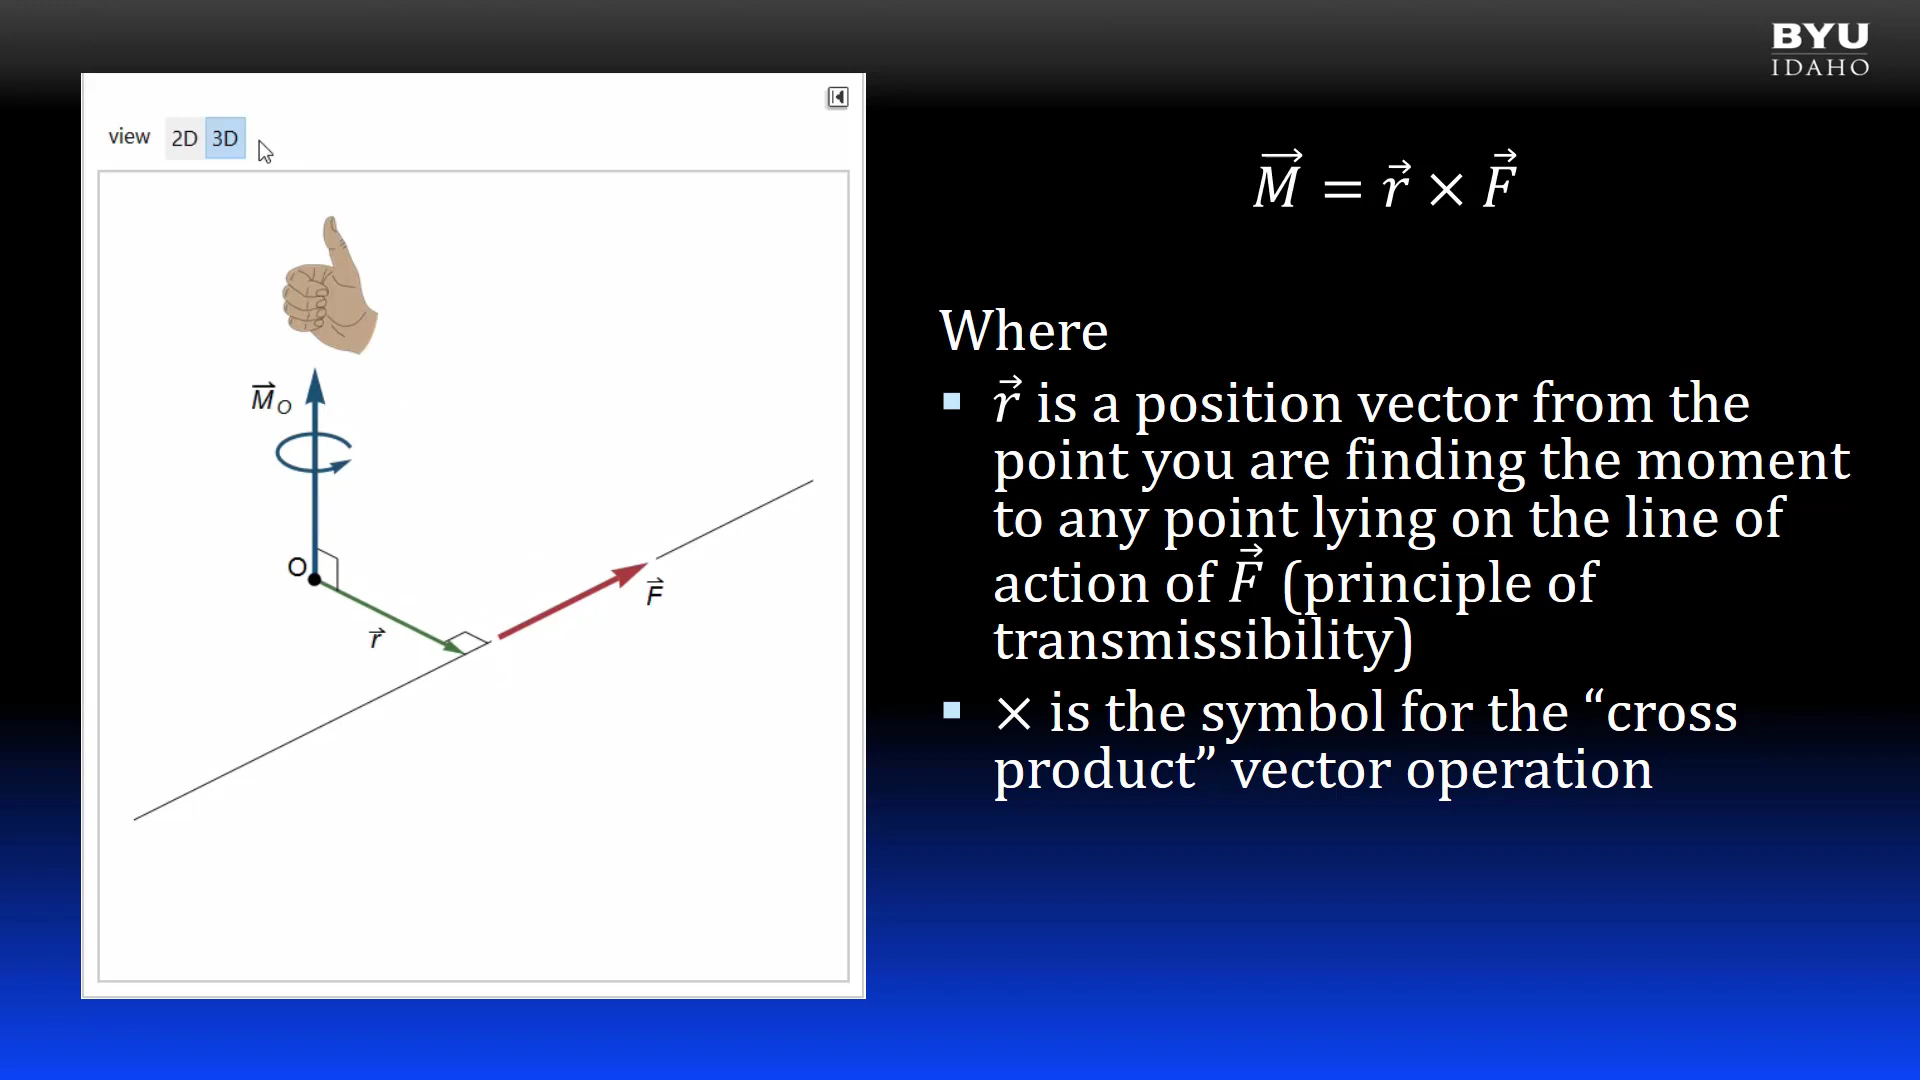 BYU
IDAHO
view 2D 3D
M⃗_O
O
r⃗
F⃗
M⃗ = r⃗ × F⃗
Where
▪ r⃗ is a position vector from the
point you are finding the moment
to any point lying on the line of
action of F⃗ (principle of
transmissibility)
▪ × is the symbol for the “cross
product” vector operation